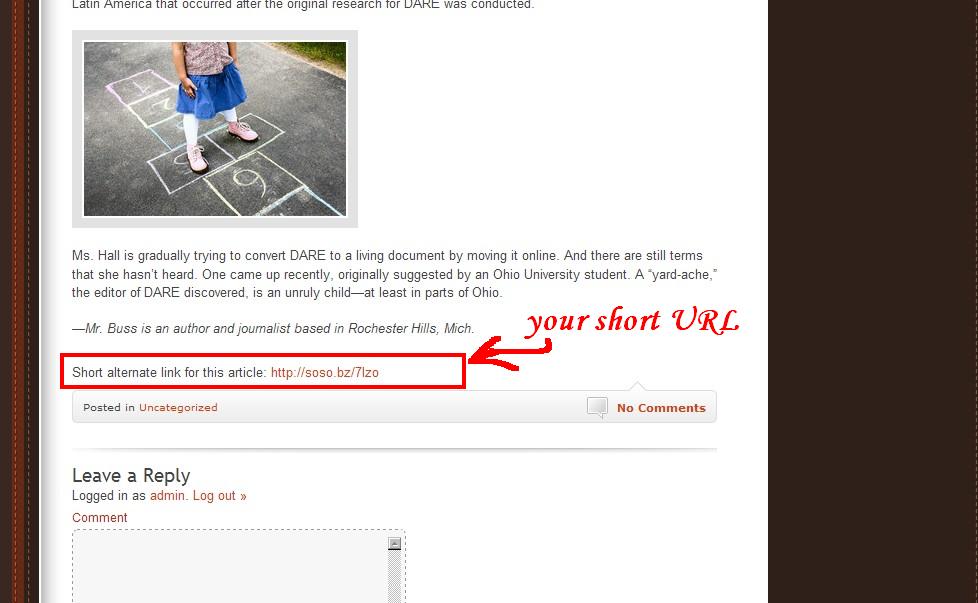 Latin America that occurred after the original research for DARE was conducted.
6
Ms. Hall is gradually trying to convert DARE to a living document by moving it online. And there are still terms
that she hasn’t heard. One came up recently, originally suggested by an Ohio University student. A “yard-ache,”
the editor of DARE discovered, is an unruly child—at least in parts of Ohio.
your short URL
—Mr. Buss is an author and journalist based in Rochester Hills, Mich.
Short alternate link for this article: http://soso.bz/7lzo
Posted in Uncategorized
No Comments
Leave a Reply
Logged in as admin. Log out »
Comment